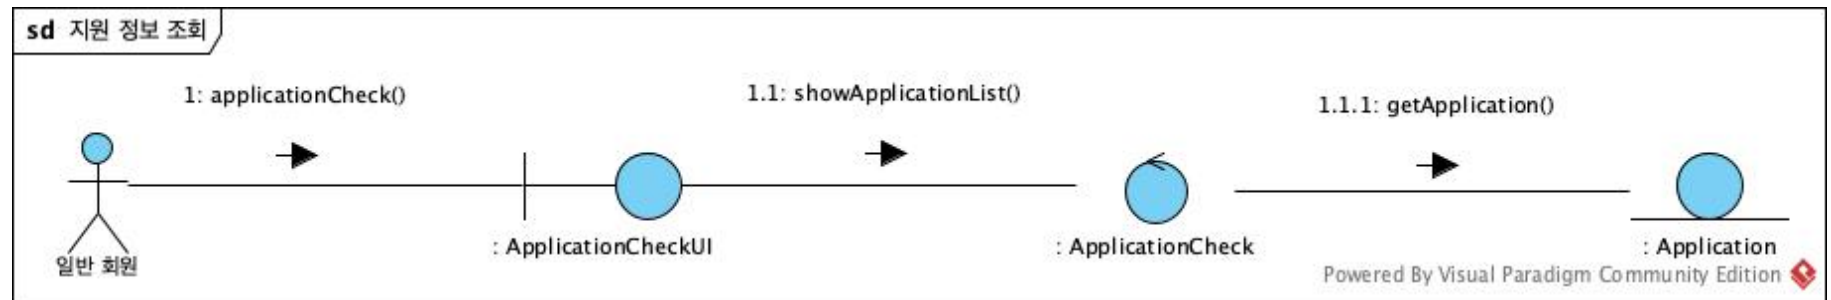 sd 지원 정보 조회
1: applicationCheck()
1.1: showApplicationList()
1.1.1: getApplication()
일반 회원
: ApplicationCheckUI
: ApplicationCheck
: Application
Powered By Visual Paradigm Community Edition